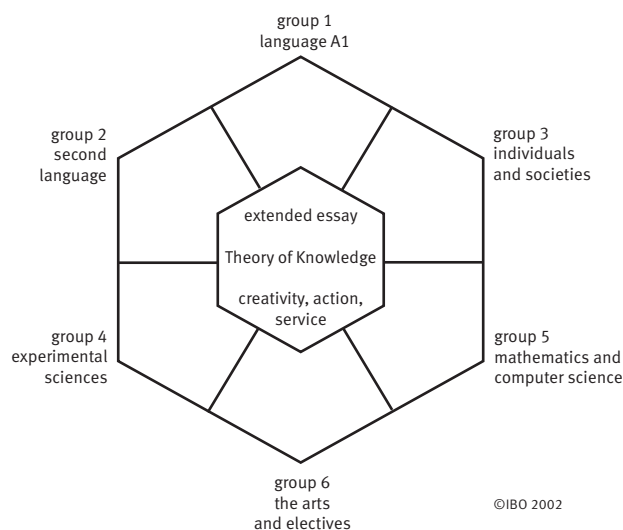 group 1
language A1
group 2
second
language
group 3
individuals
and societies
extended essay
Theory of Knowledge
creativity, action,
service
group 4
experimental
sciences
group 5
mathematics and
computer science
group 6
the arts
and electives
©IBO 2002